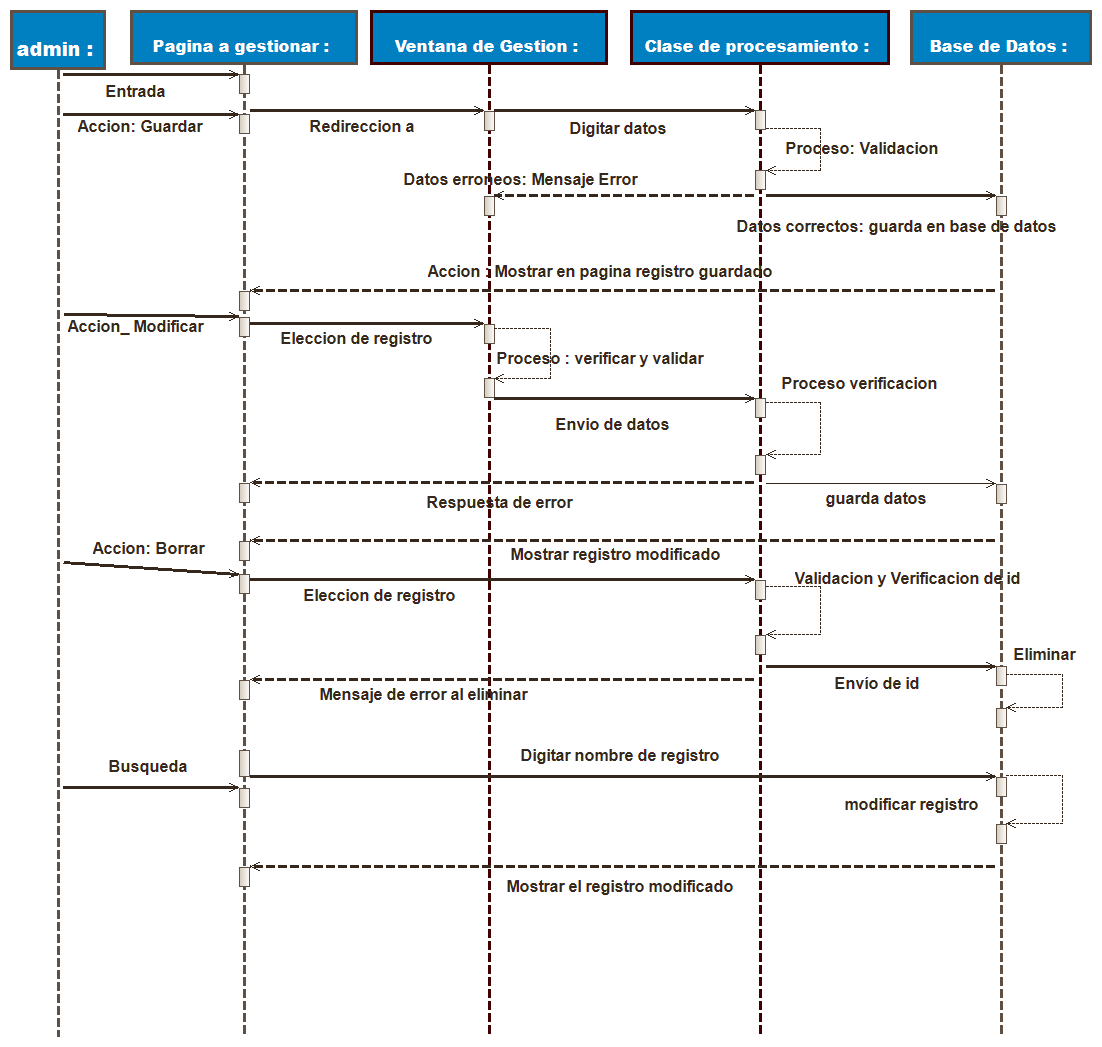 admin :
Pagina a gestionar :
Ventana de Gestion :
Clase de procesamiento :
Base de Datos :
Entrada
Accion: Guardar
Redireccion a
Digitar datos
Proceso: Validacion
Datos erroneos: Mensaje Error
Datos correctos: guarda en base de datos
Accion : Mostrar en pagina registro guardado
Accion_ Modificar
Eleccion de registro
Proceso : verificar y validar
Proceso verificacion
Envio de datos
Respuesta de error
guarda datos
Accion: Borrar
Mostrar registro modificado
Eleccion de registro
Validacion y Verificacion de id
Eliminar
Envio de id
Mensaje de error al eliminar
Busqueda
Digitar nombre de registro
modificar registro
Mostrar el registro modificado